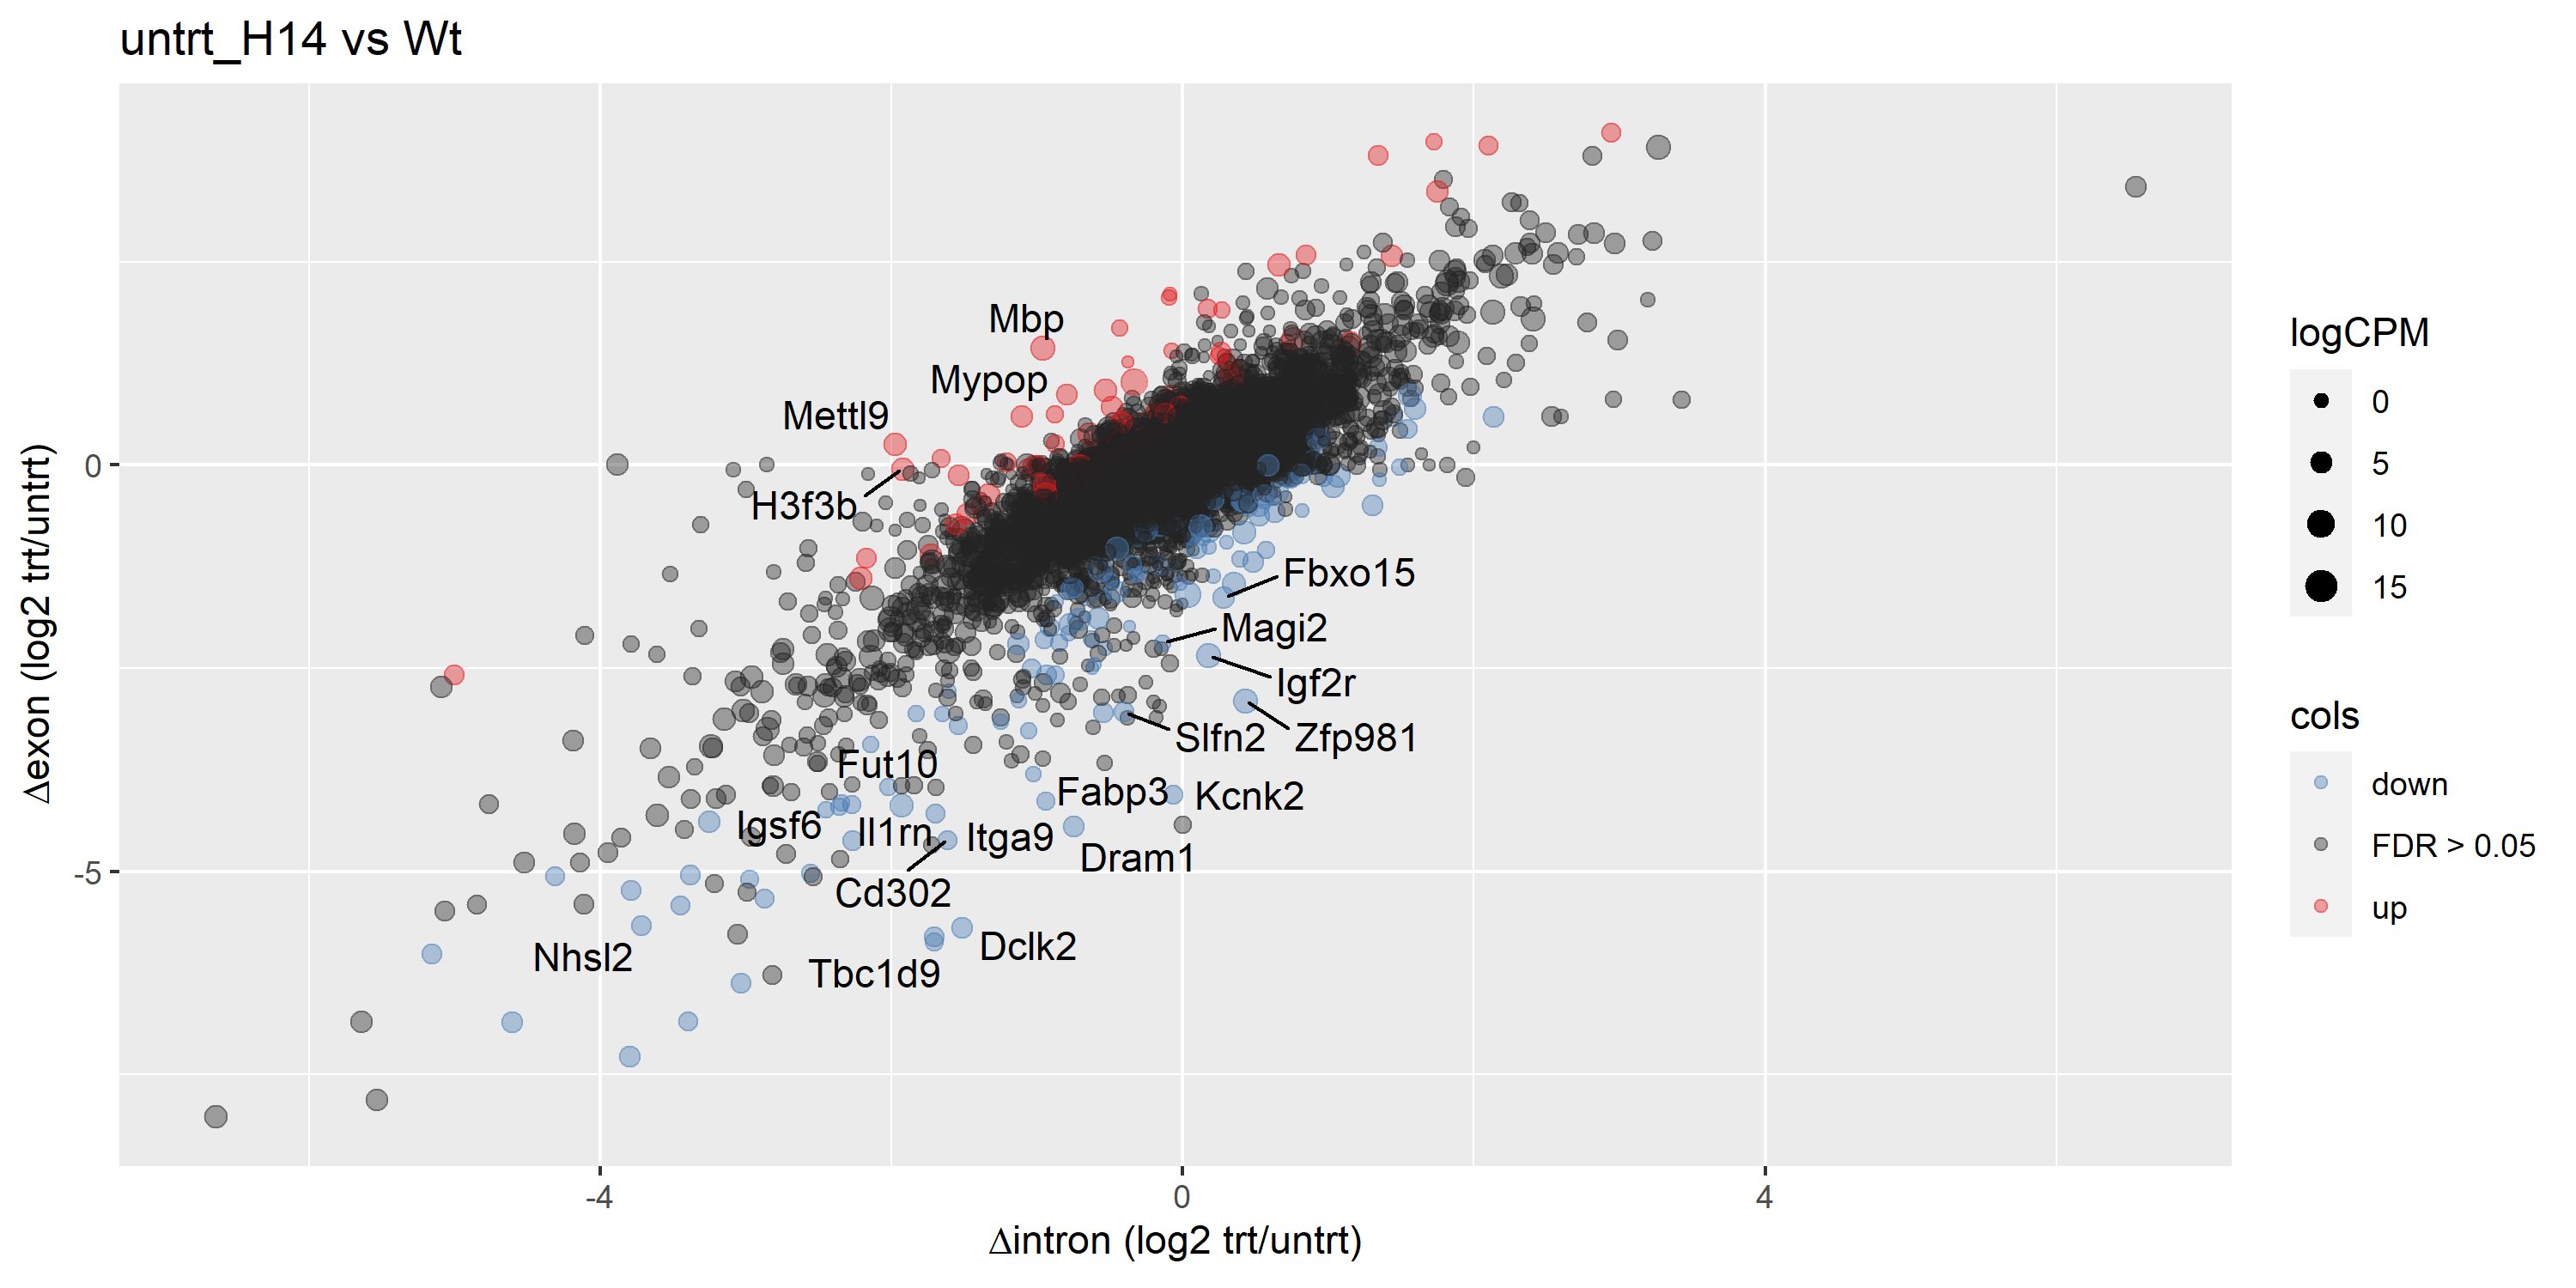 untrt_H14 vs Wt
Δexon (log2 trt/untrt)
0
-5
Mbp
Mypop
Mettl9
H3f3b
Fbxo15
Magi2
Igf2r
Slfn2
Zfp981
Fut10
Fabp3
Kcnk2
Igsf6
Il1rn
Itga9
Dram1
Cd302
Nhsl2
Dclk2
Tbc1d9
-4
0
4
Δintron (log2 trt/untrt)
logCPM
0
5
10
15
cols
down
FDR > 0.05
up